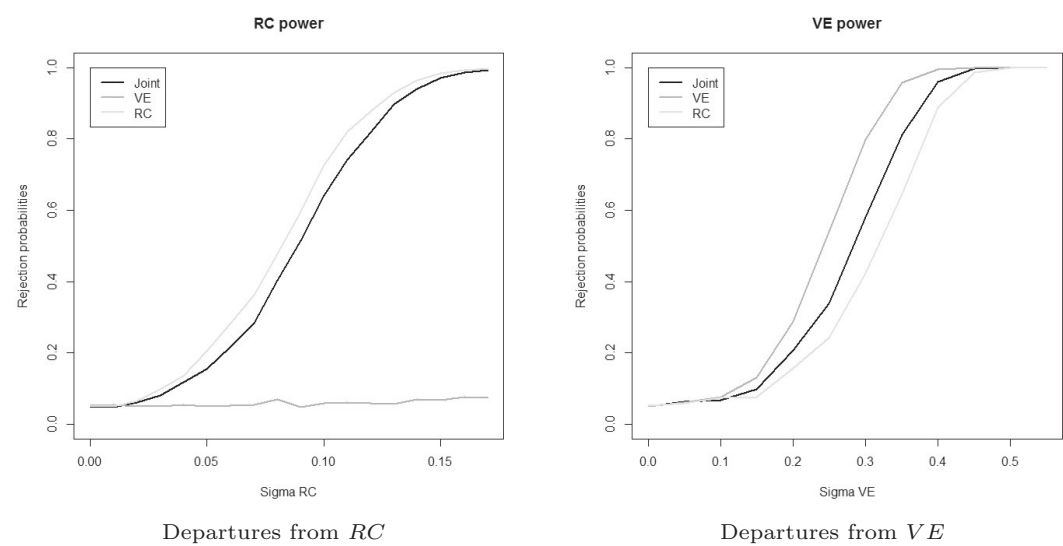 RC power
Joint
VE
RC
Rejection probabilities
0.0
0.2
0.4
0.6
0.8
1.0
0.00 0.05 0.10 0.15
Sigma RC
Departures from RC
VE power
Joint
VE
RC
Rejection probabilities
0.0
0.2
0.4
0.6
0.8
1.0
0.0 0.1 0.2 0.3 0.4 0.5
Sigma VE
Departures from VE